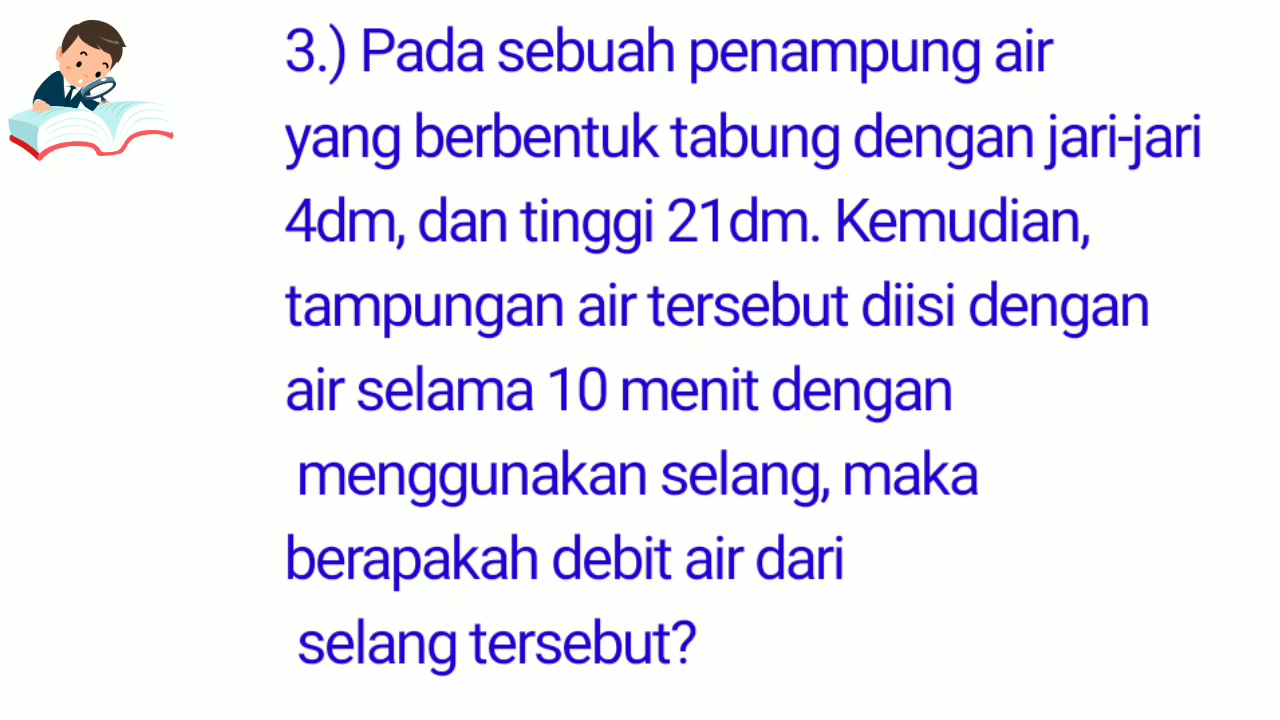 3.) Pada sebuah penampung air
yang berbentuk tabung dengan jari-jari
4dm, dan tinggi 21dm. Kemudian,
tampungan air tersebut diisi dengan
air selama 10 menit dengan
menggunakan selang, maka
berapakah debit air dari
selang tersebut?